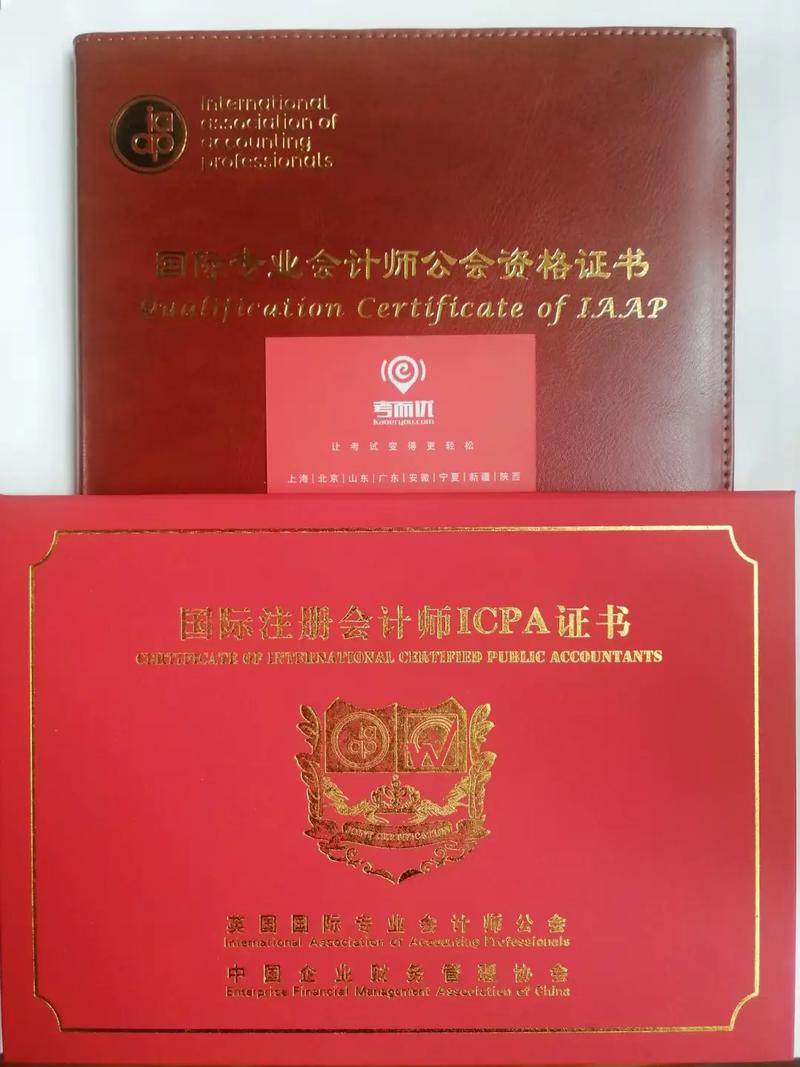 international
association of
accounting
professionals
国际专业会计师公会资格证书
Qualification Certificate of IAAP
考而优
kaoeryou.com
让考试变得更轻松
上海|北京|山东|广东|安徽|宁夏|新疆|陕西
国际注册会计师ICPA证书
CERTIFICATE OF INTERNATIONAL CERTIFIED PUBLIC ACCOUNTANTS
JOINT CERTIFICATION
英国国际专业会计师公会
International Association of Accounting Professionals
中国企业财务管理协会
Enterprise Financial Management Association of China